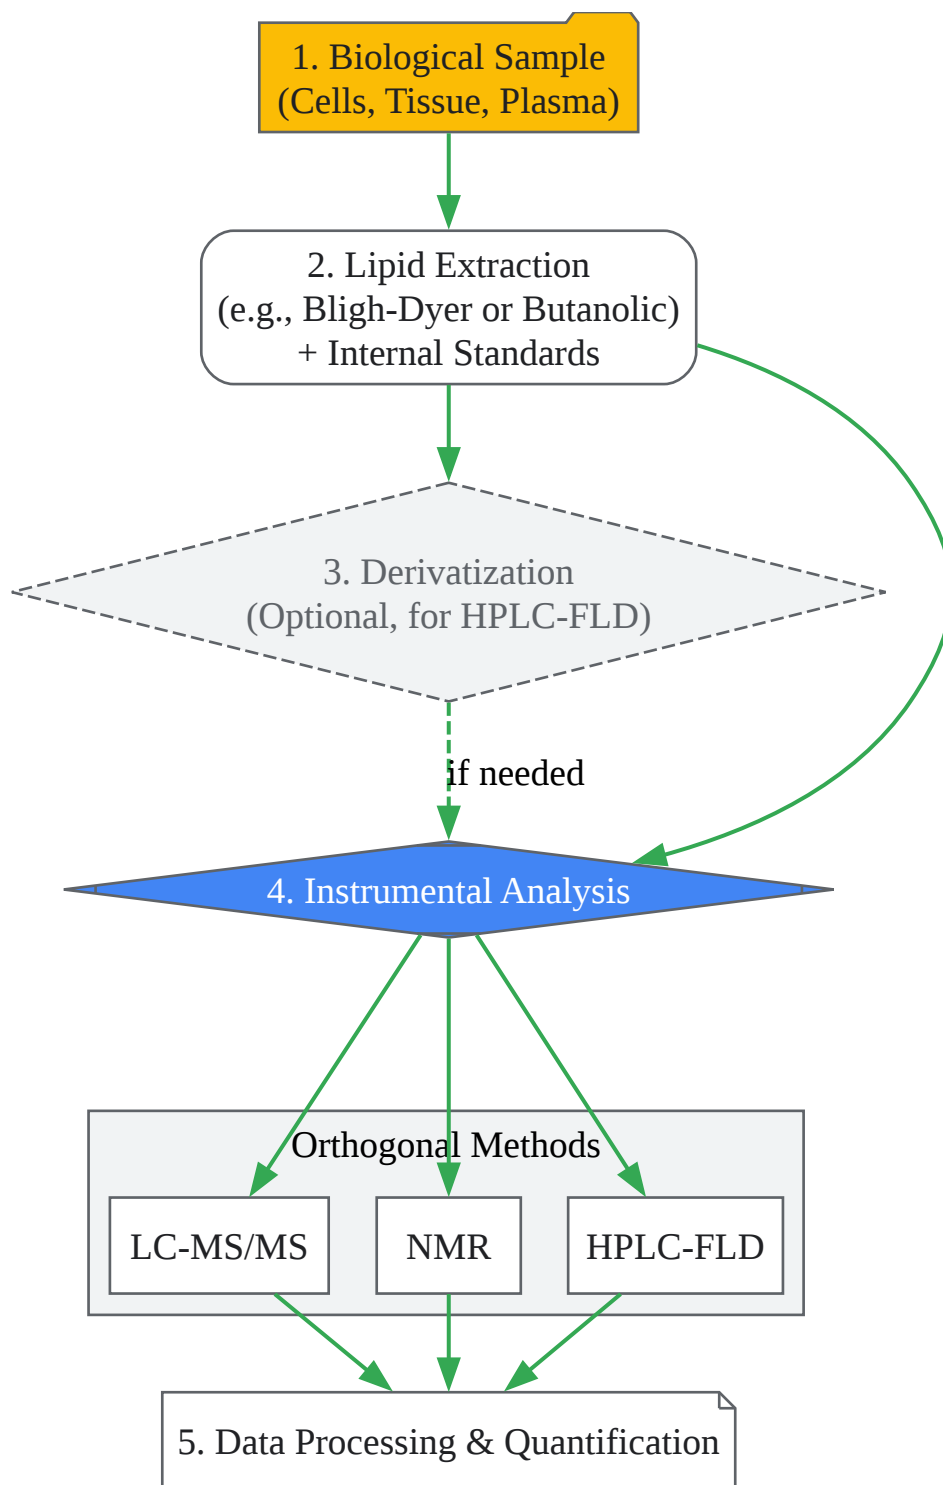 1. Biological Sample
(Cells, Tissue, Plasma)
2. Lipid Extraction
(e.g., Bligh-Dyer or Butanolic)
+ Internal Standards
3. Derivatization
(Optional, for HPLC-FLD)
if needed
4. Instrumental Analysis
Orthogonal Methods
LC-MS/MS
NMR
HPLC-FLD
5. Data Processing & Quantification